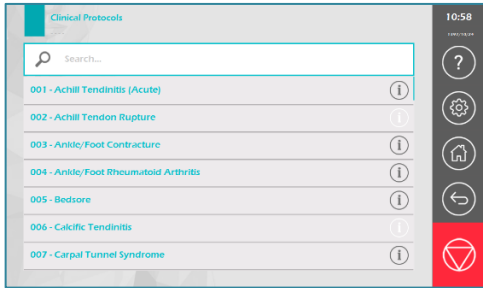 Clinical Protocols
10:58
Search...
001 - Achill Tendinitis (Acute)
002 - Achill Tendon Rupture
003 - Ankle/Foot Contracture
004 - Ankle/Foot Rheumatoid Arthritis
005 - Bedsore
006 - Calcific Tendinitis
007 - Carpal Tunnel Syndrome